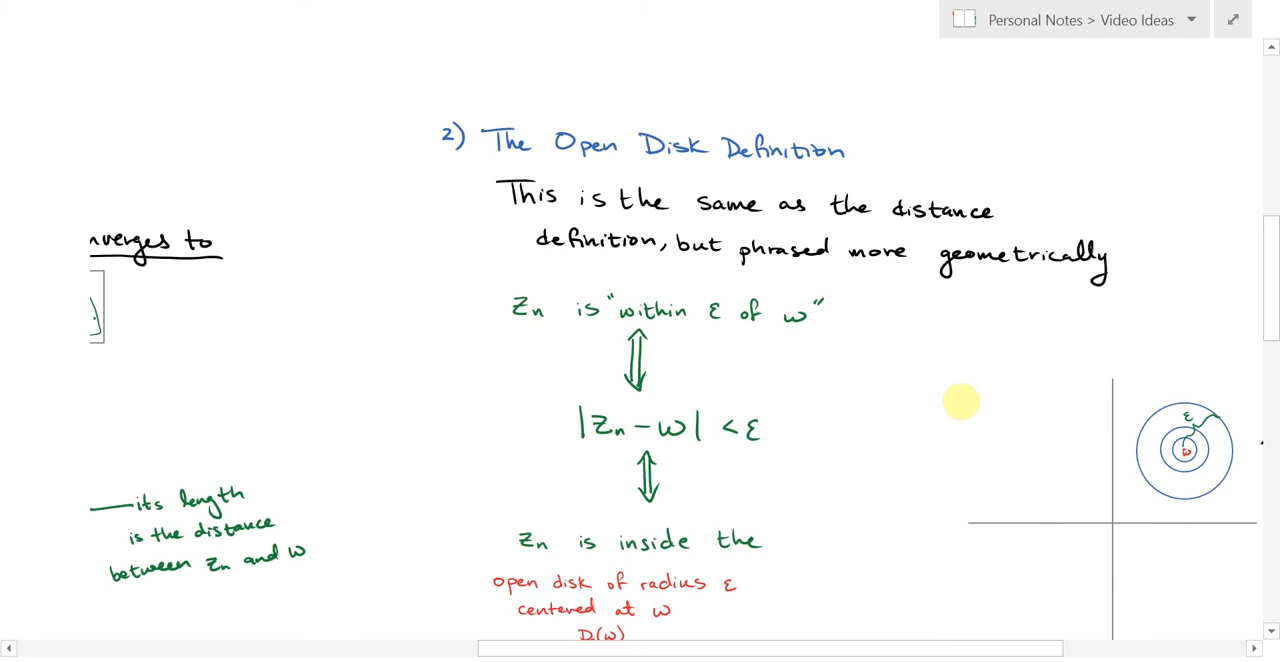 Personal Notes > Video Ideas
2) The Open Disk Definition
This is the same as the distance
definition, but phrased more geometrically
nverges to
Zn is "within ε of w"
|Zn - w| < ε
ε
w
its length
is the distance
between Zn and w
Zn is inside the
open disk of radius ε
centered at w